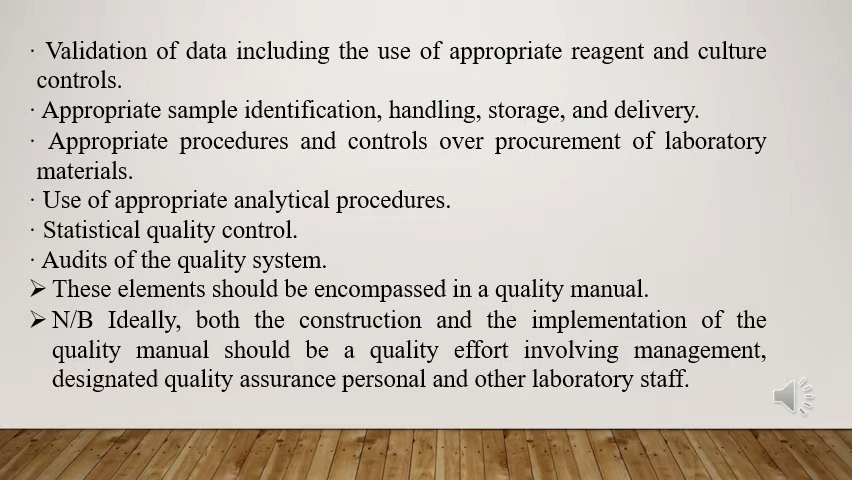 · Validation of data including the use of appropriate reagent and culture
controls.
· Appropriate sample identification, handling, storage, and delivery.
· Appropriate procedures and controls over procurement of laboratory
materials.
· Use of appropriate analytical procedures.
· Statistical quality control.
· Audits of the quality system.
➢ These elements should be encompassed in a quality manual.
➢ N/B Ideally, both the construction and the implementation of the
quality manual should be a quality effort involving management,
designated quality assurance personal and other laboratory staff.